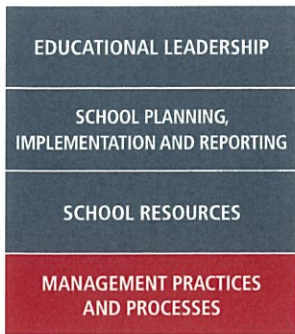 EDUCATIONAL LEADERSHIP
SCHOOL PLANNING,
IMPLEMENTATION AND REPORTING
SCHOOL RESOURCES
MANAGEMENT PRACTICES
AND PROCESSES